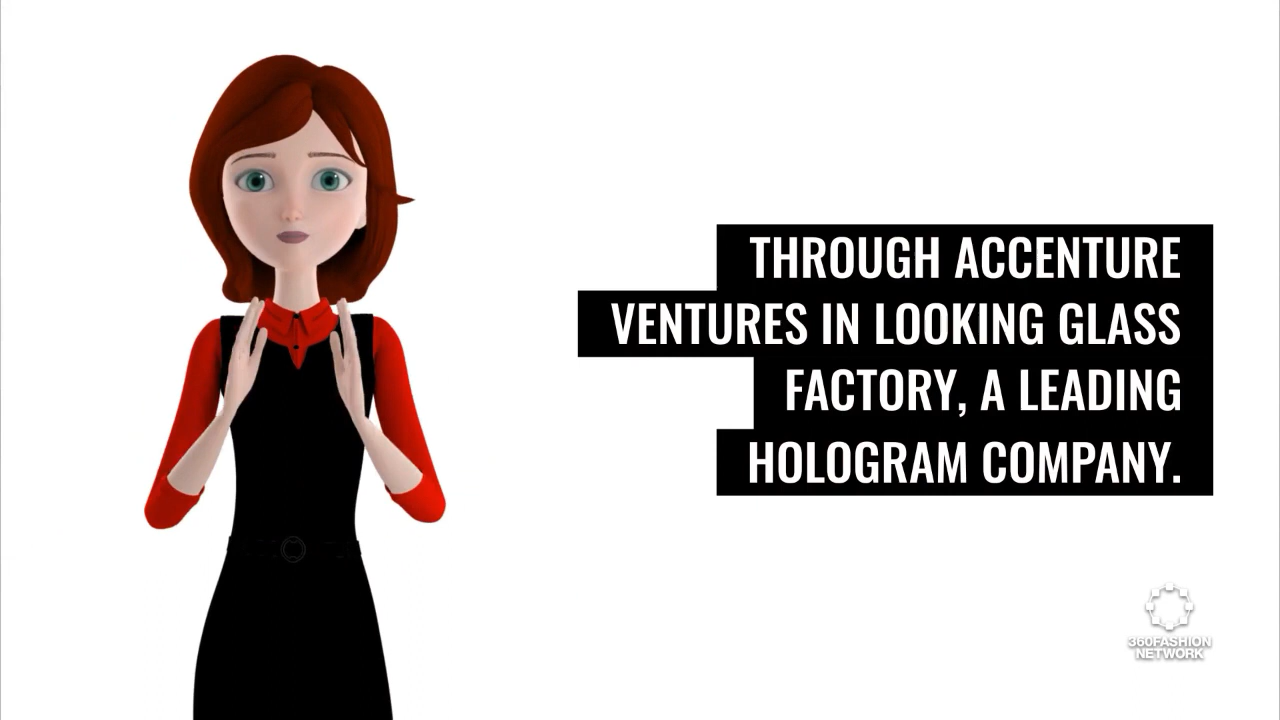 THROUGH ACCENTURE
VENTURES IN LOOKING GLASS
FACTORY, A LEADING
HOLOGRAM COMPANY.
360FASHION
NETWORK